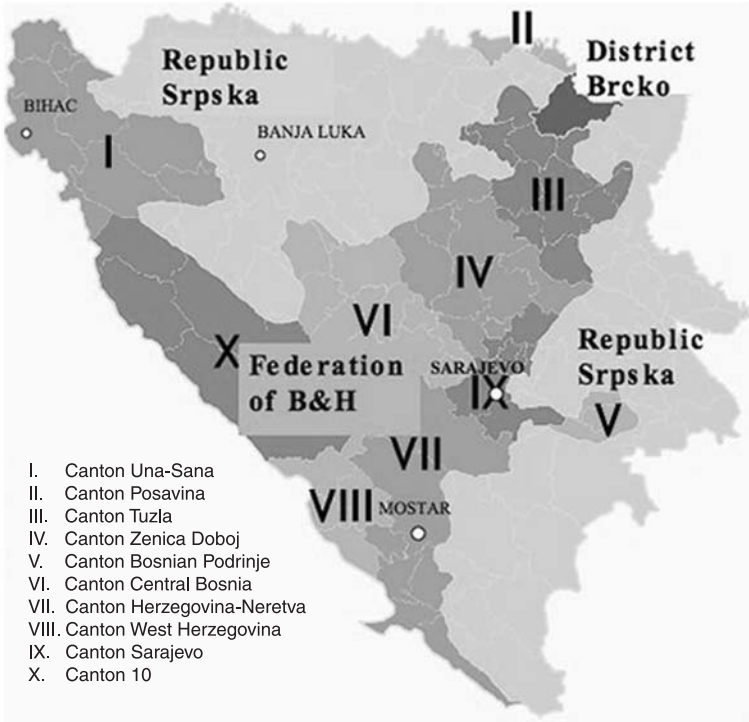 II
District
Brcko
Republic
Srpska
BIHAC
BANJA LUKA
I
III
IV
VI
X
Federation
of B&H
SARAJEVO
IX
Republic
Srpska
V
VII
VIII
MOSTAR
I. Canton Una-Sana
II. Canton Posavina
III. Canton Tuzla
IV. Canton Zenica Doboj
V. Canton Bosnian Podrinje
VI. Canton Central Bosnia
VII. Canton Herzegovina-Neretva
VIII. Canton West Herzegovina
IX. Canton Sarajevo
X. Canton 10